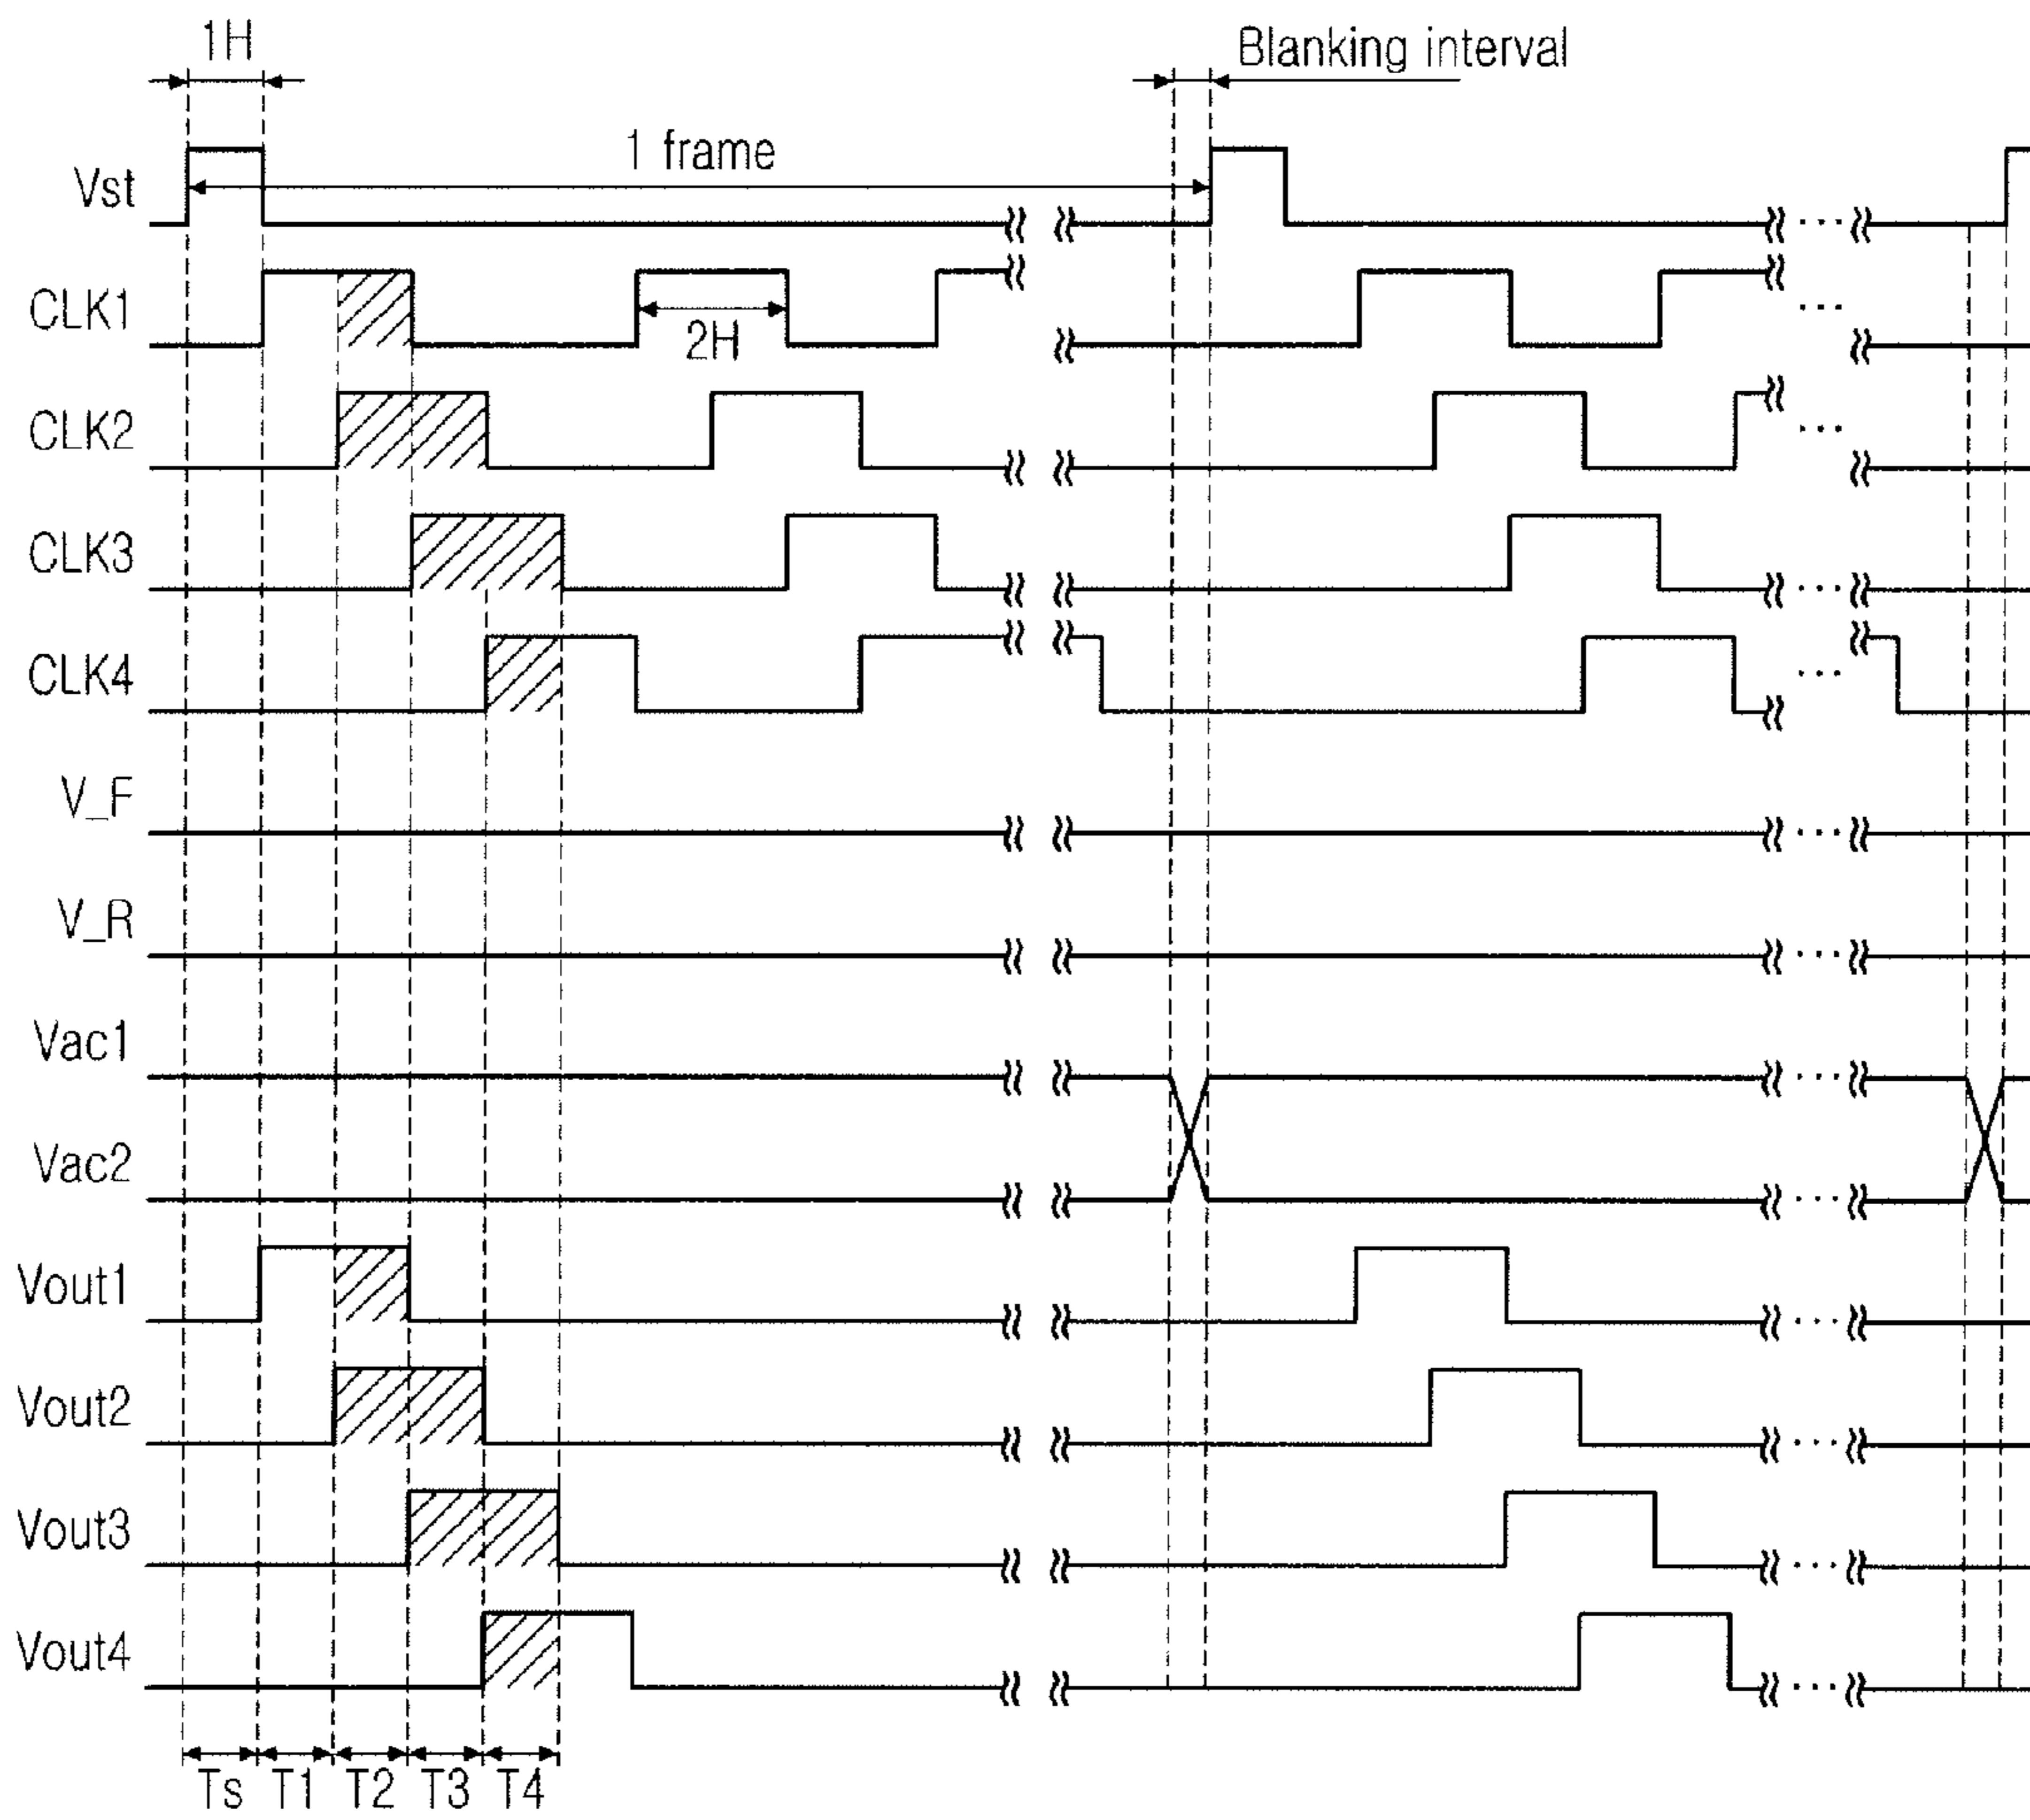 1H
Blanking interval
1 frame
Vst
CLK1
2H
CLK2
CLK3
CLK4
V_F
V_R
Vac1
Vac2
Vout1
Vout2
Vout3
Vout4
Ts T1 T2 T3 T4